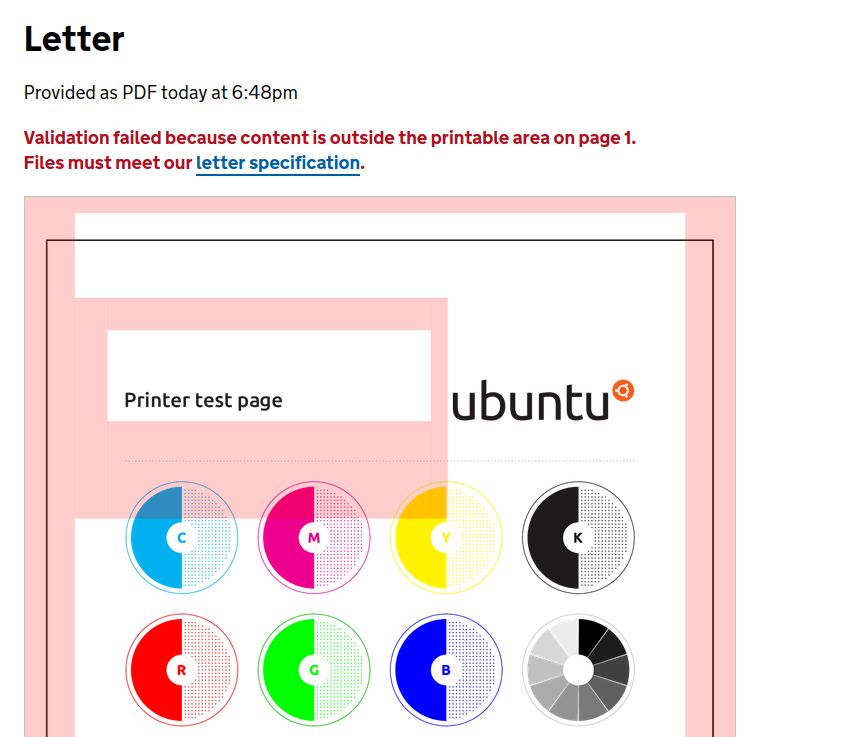 Letter
Provided as PDF today at 6:48pm
Validation failed because content is outside the printable area on page 1.
Files must meet our letter specification.
Printer test page
ubuntu
C M Y K
R G B